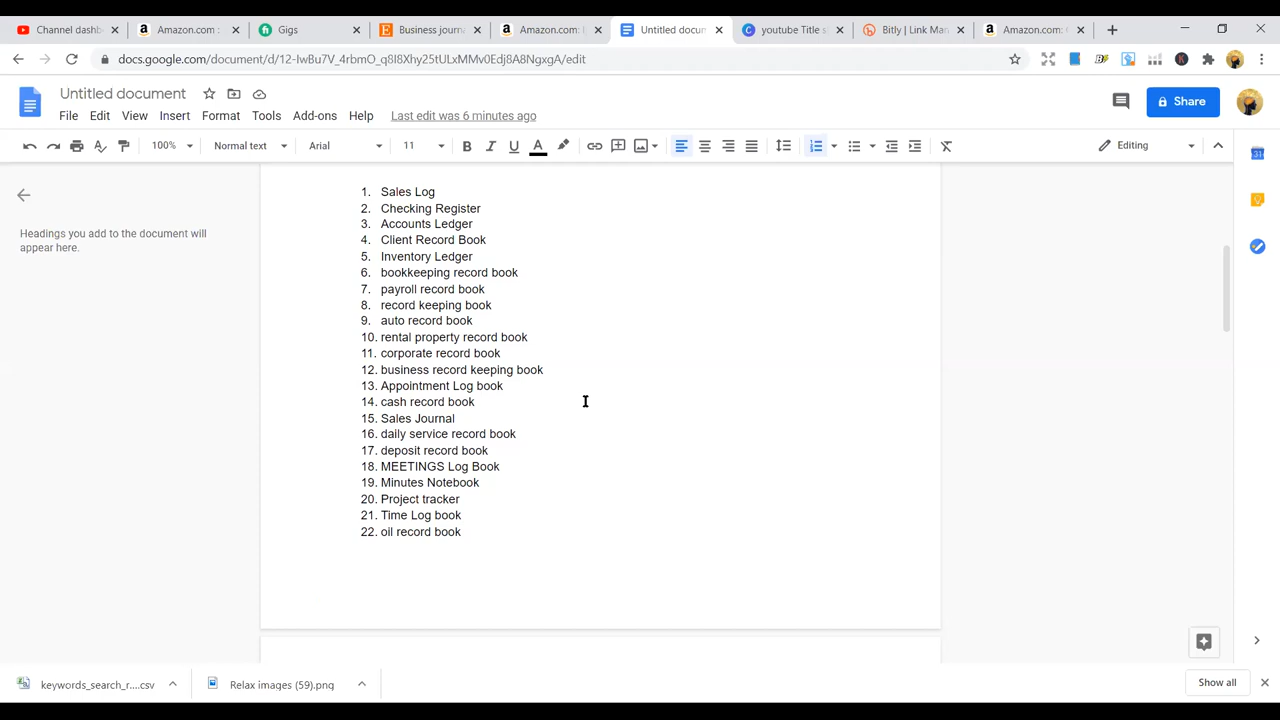 Channel dashb
Amazon.com :
Gigs
Business journa
Amazon.com: 
Untitled docum
youtube Title s
Bitly | Link Man
Amazon.com: 
docs.google.com/document/d/12-IwBu7V_4rbmO_q8I8Xhy2EtUbxMMv0Edj8A8NgxgA/edit
Untitled document
File Edit View Insert Format Tools Add-ons Help Last edit was 6 minutes ago
Share
100% Normal text Arial 11 Editing
Headings you add to the document will
appear here.
1. Sales Log
2. Checking Register
3. Accounts Ledger
4. Client Record Book
5. Inventory Ledger
6. bookkeeping record book
7. payroll record book
8. record keeping book
9. auto record book
10. rental property record book
11. corporate record book
12. business record keeping book
13. Appointment Log book
14. cash record book
15. Sales Journal
16. daily service record book
17. deposit record book
18. MEETINGS Log Book
19. Minutes Notebook
20. Project tracker
21. Time Log book
22. oil record book
keywords_search_r....csv
Relax images (59).png
Show all